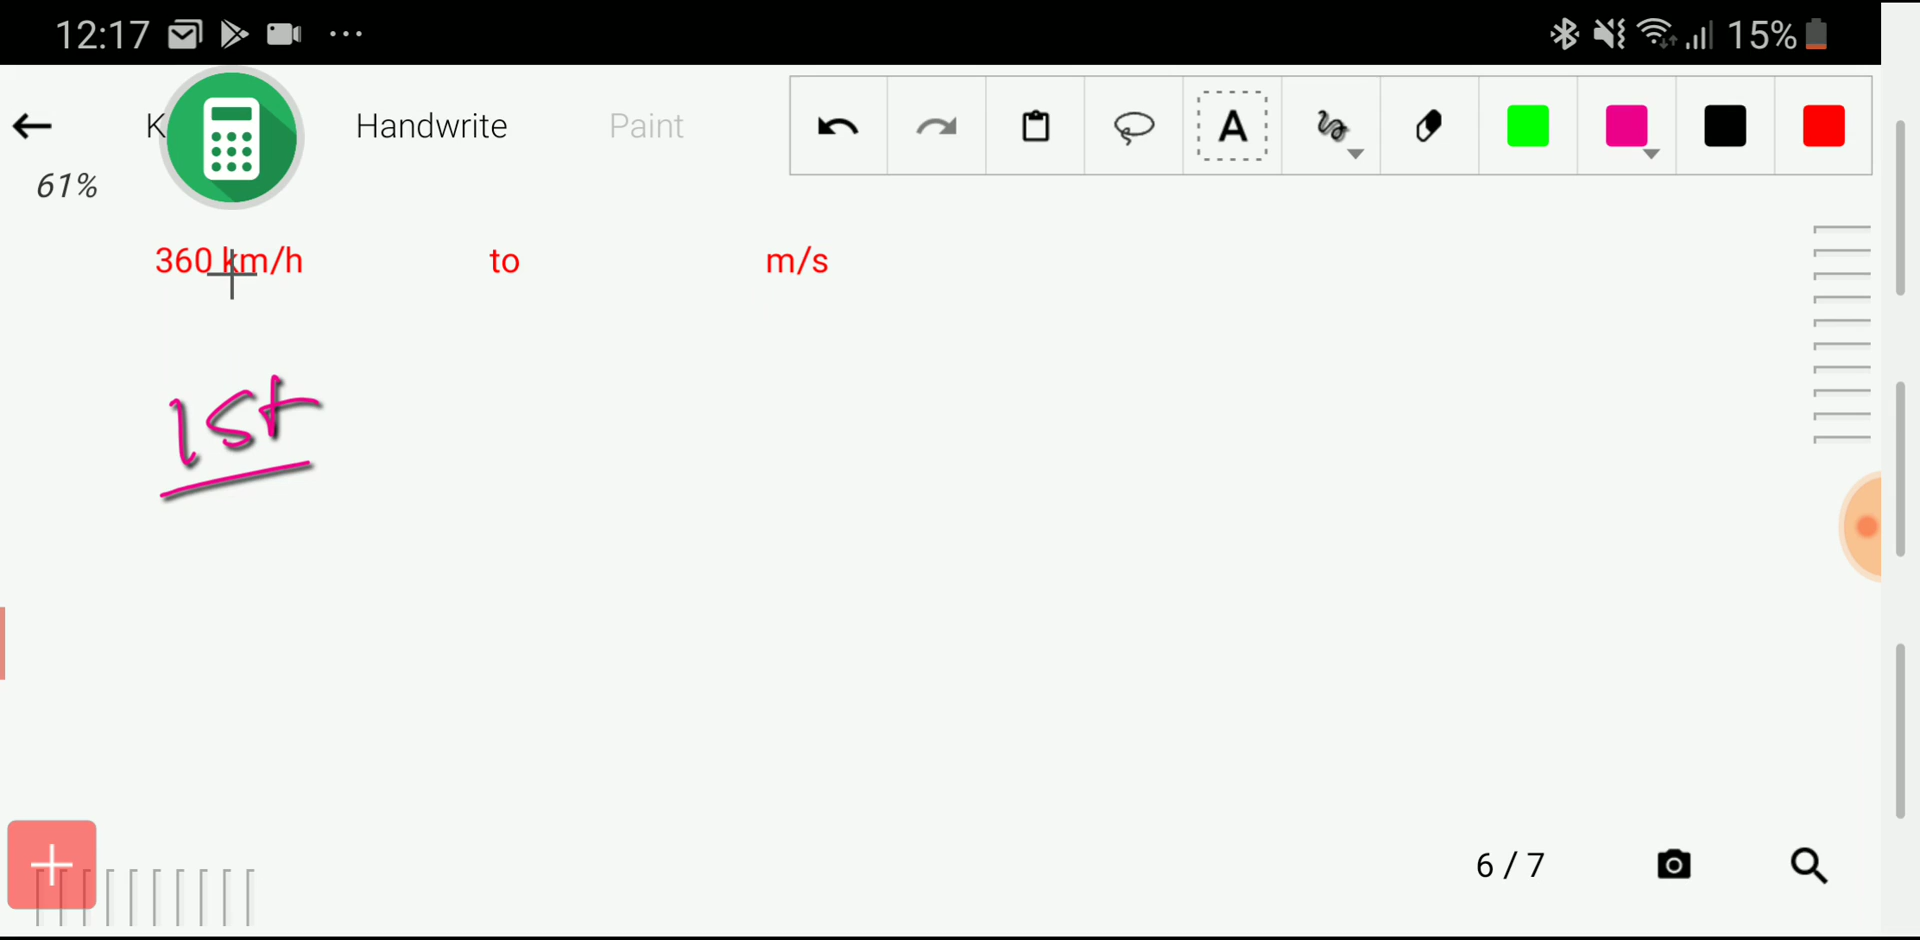 12:17 15%
K Handwrite Paint A
61%
360 km/h to m/s
1st
6 / 7